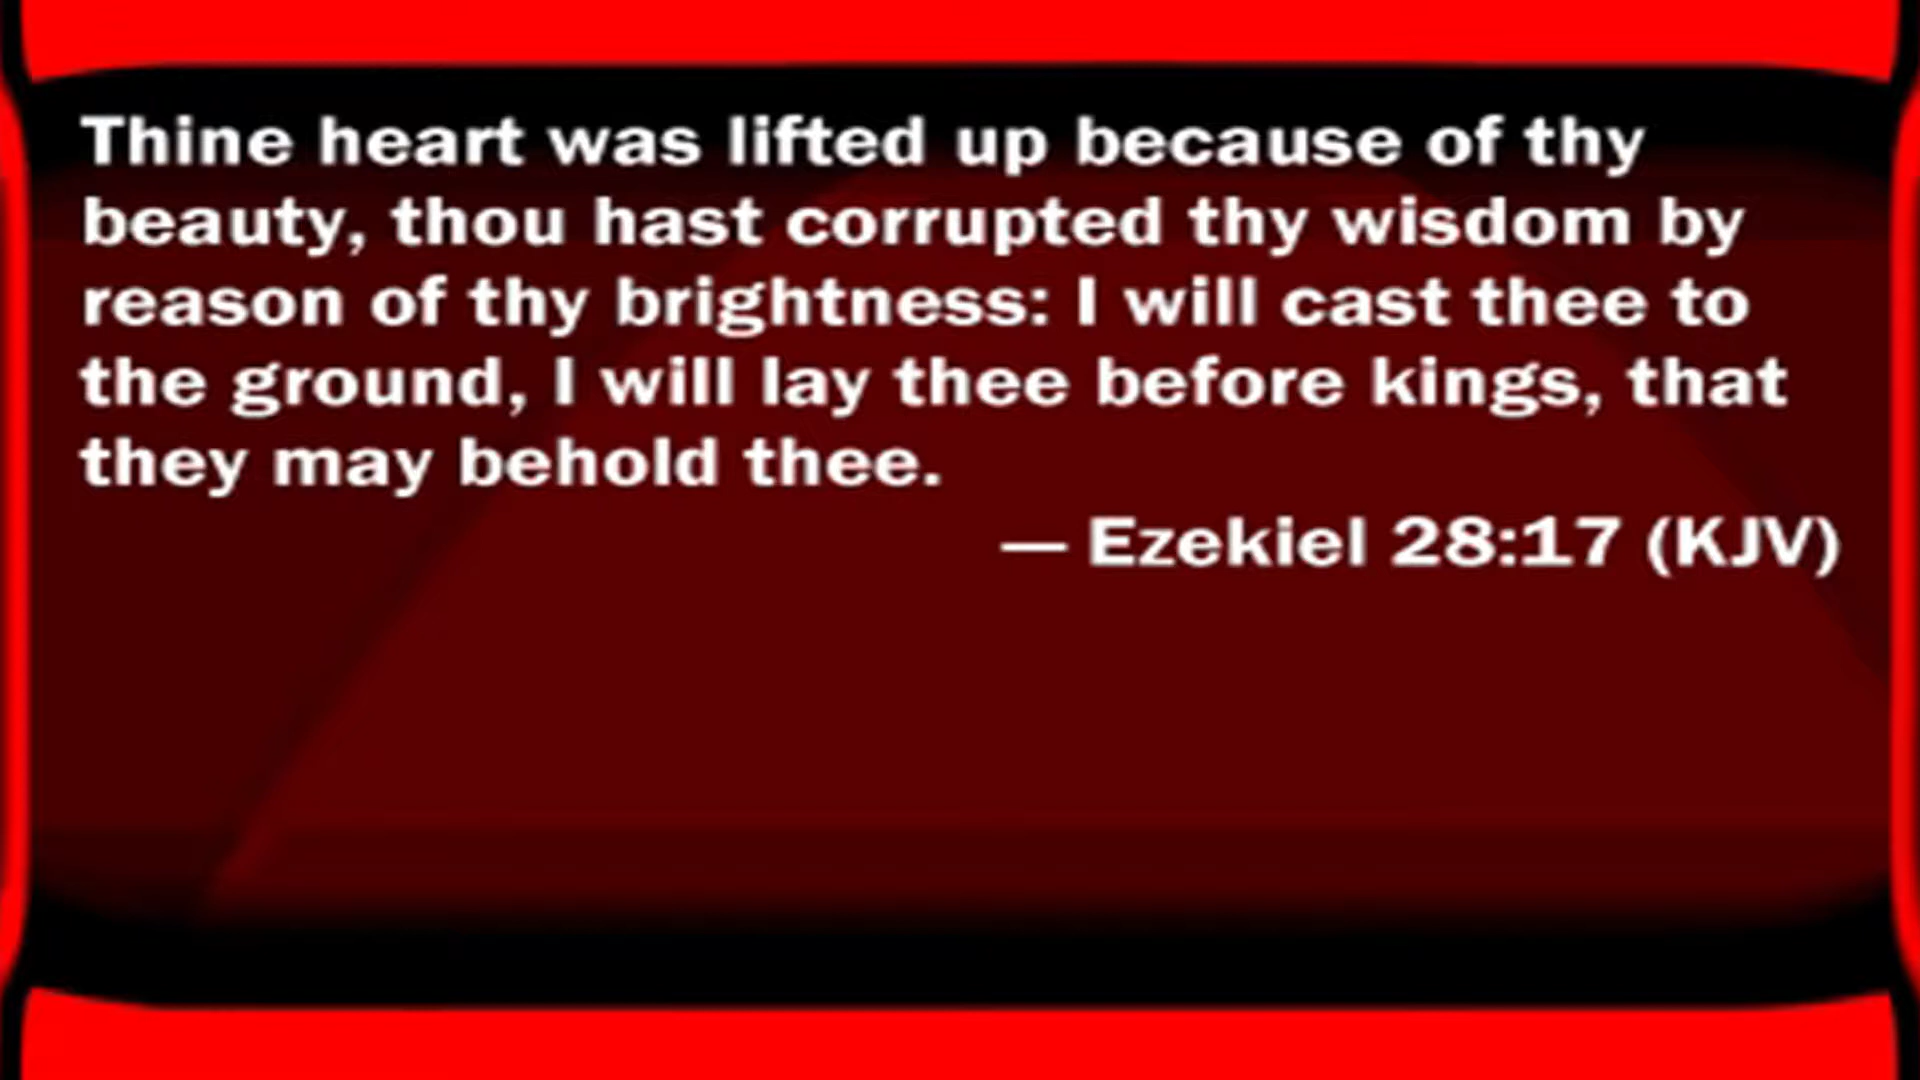 Thine heart was lifted up because of thy
beauty, thou hast corrupted thy wisdom by
reason of thy brightness: I will cast thee to
the ground, I will lay thee before kings, that
they may behold thee.
— Ezekiel 28:17 (KJV)